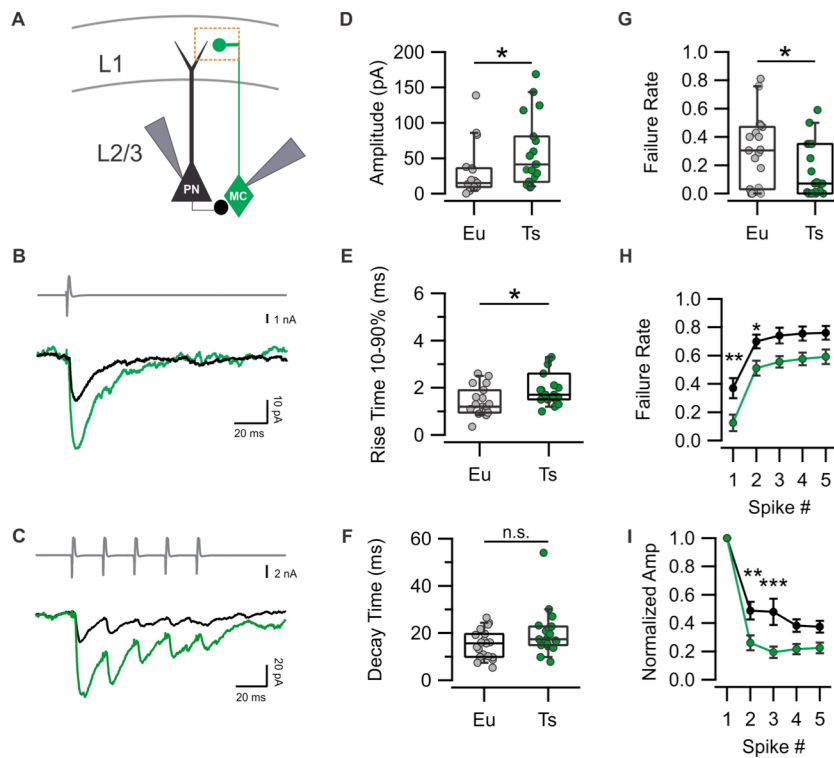 A
L1
L2/3
PN
MC
B
1 nA
10 pA
20 ms
C
2 nA
20 pA
20 ms
D
Amplitude (pA)
200
150
100
50
0
*
Eu Ts
E
Rise Time 10-90% (ms)
6
4
2
0
*
Eu Ts
F
Decay Time (ms)
60
40
20
0
n.s.
Eu Ts
G
Failure Rate
1.0
0.8
0.6
0.4
0.2
0.0
*
Eu Ts
H
Failure Rate
1.0
0.8
0.6
0.4
0.2
0.0
**
*
1 2 3 4 5
Spike #
I
Normalized Amp
1.0
0.8
0.6
0.4
0.2
0.0
**
***
1 2 3 4 5
Spike #